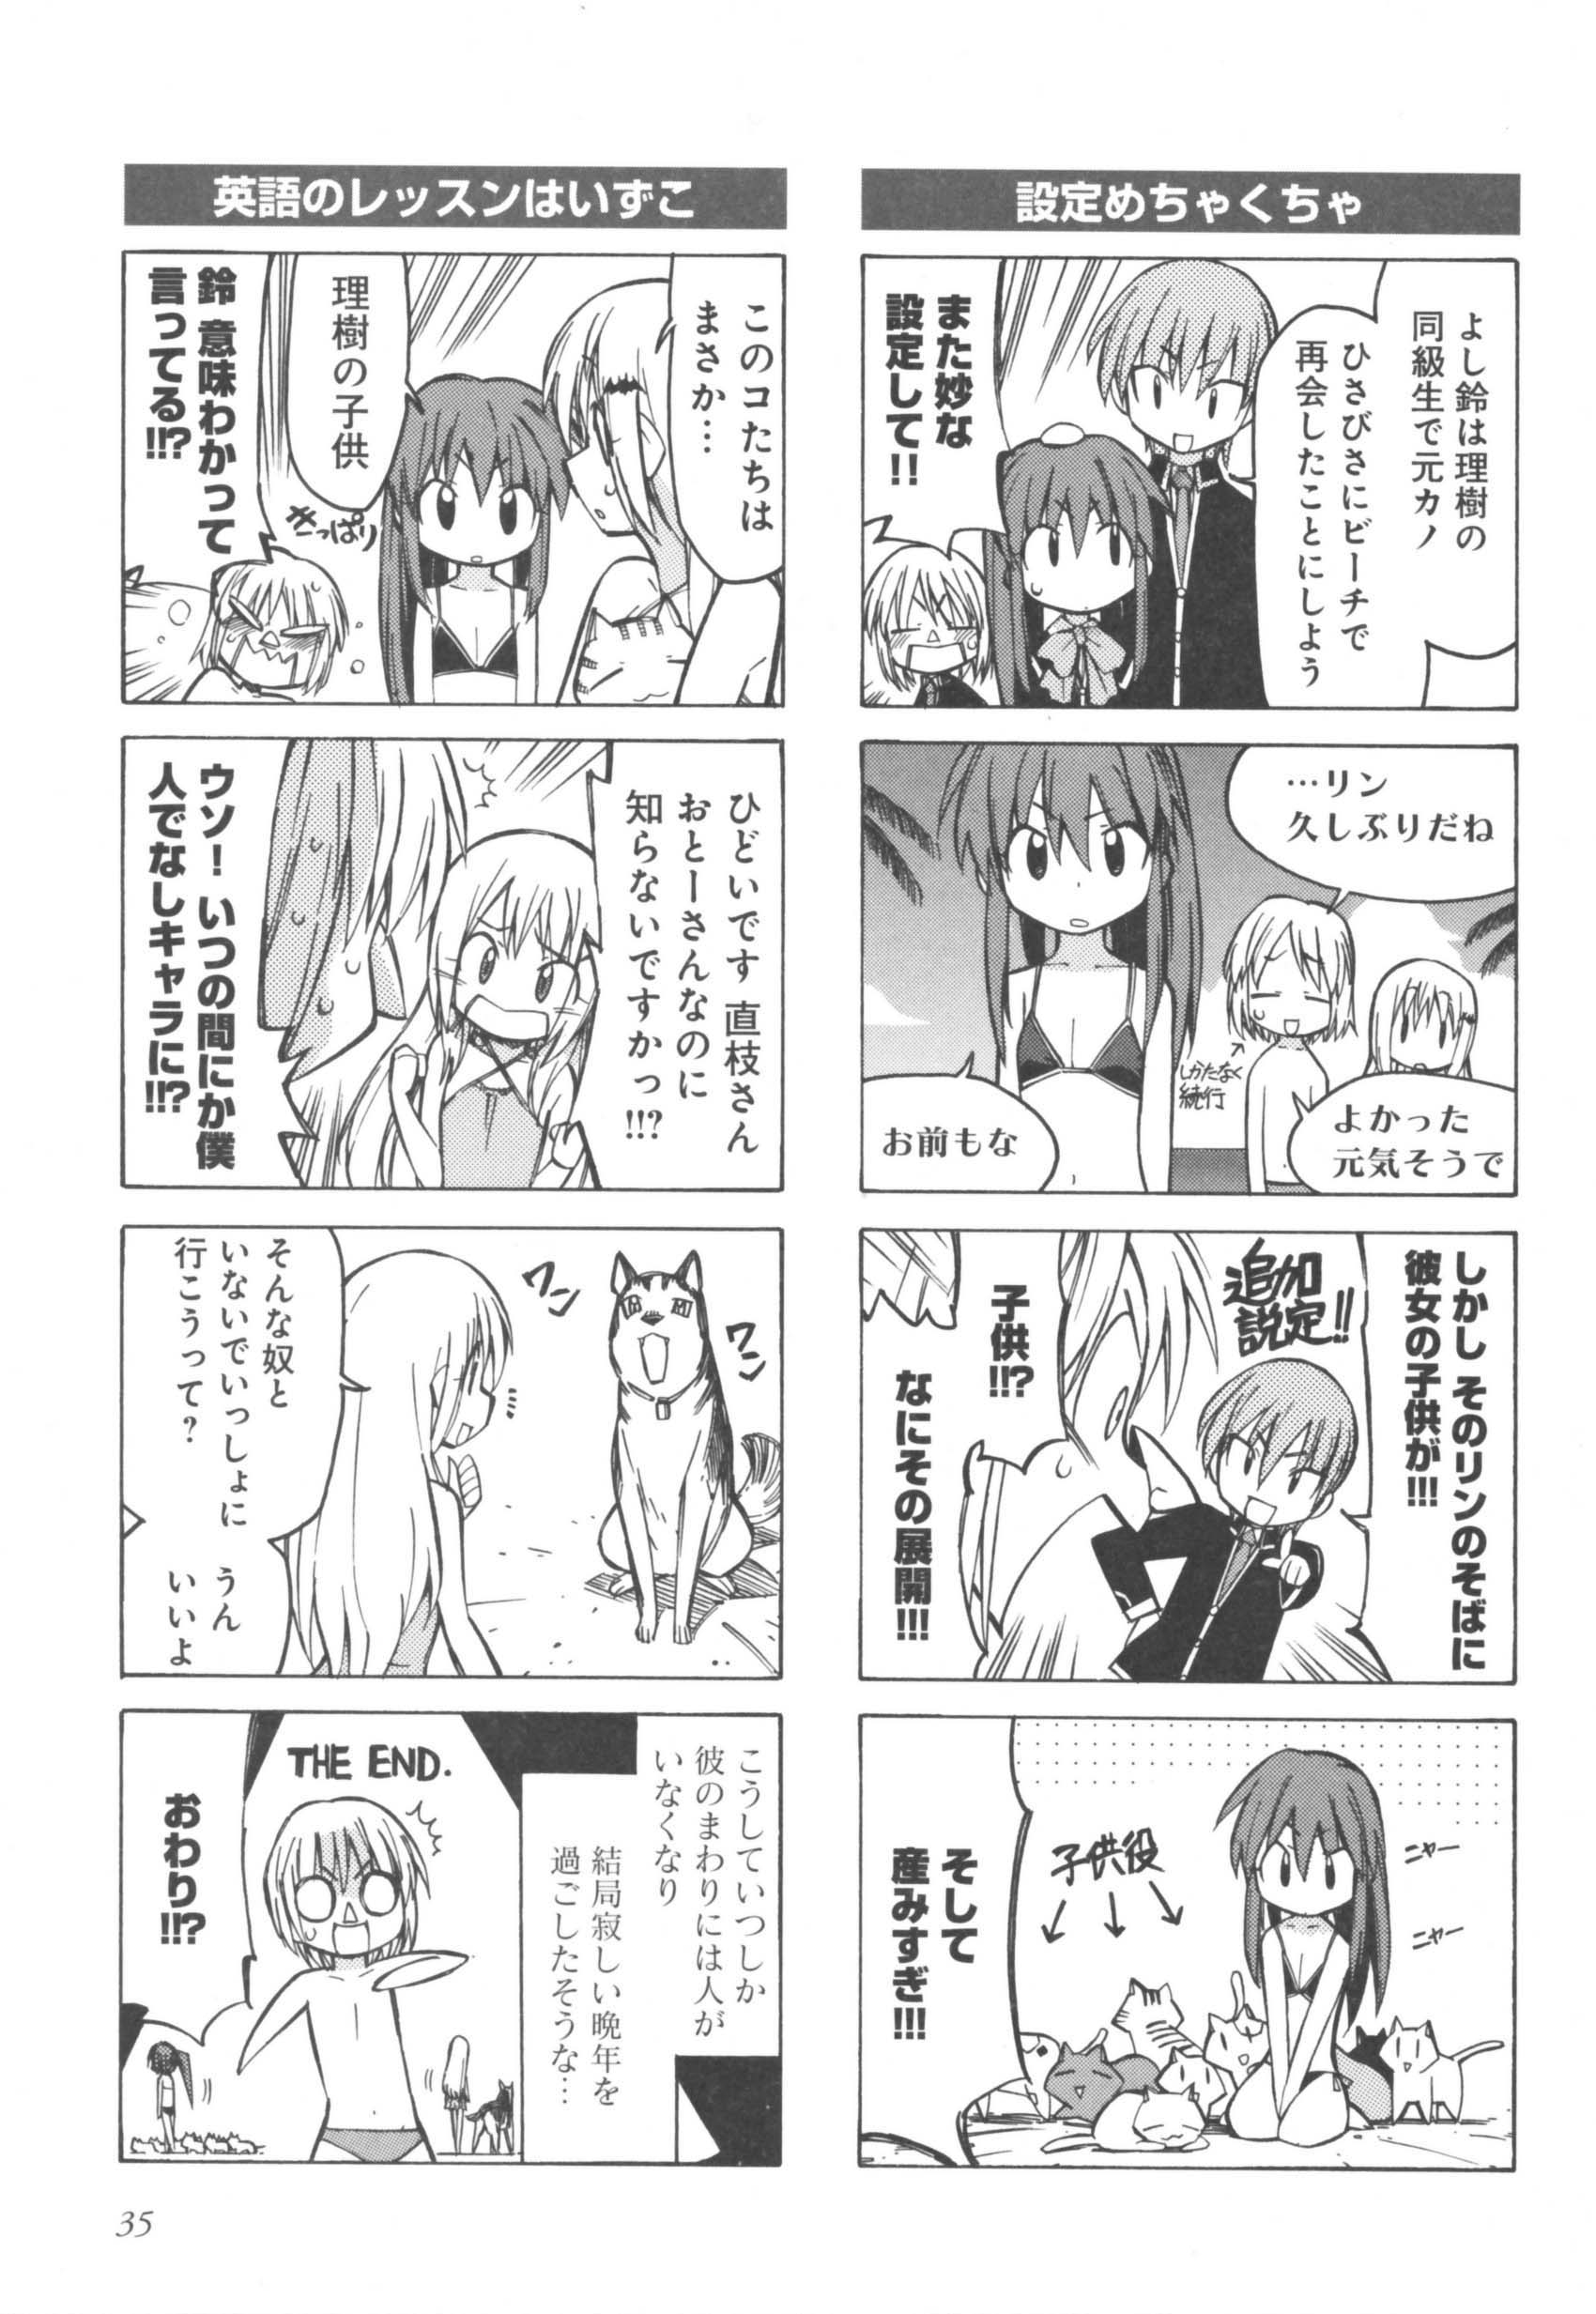 設定めちゃくちゃ
よし鈴は理樹の
同級生で元カノ
ひさびさにビーチで
再会したことにしよう
また妙な
設定して!!
…リン
久しぶりだね
しかたなく
続行
よかった
元気そうで
お前もな
しかし そのリンのそばに
彼女の子供が!!!
追加
説定!!
子供!!?
なにその展開!!!
ニャー
ニャー
子供役
そして
産みすぎ!!!
英語のレッスンはいずこ
このコたちは
まさか…
理樹の子供
きっぱり
鈴 意味わかって
言ってる!!?
ひどいです 直枝さん
おとーさんなのに
知らないですかっ!!?
ウソ! いつの間にか僕
人でなしキャラに!!?
ワン
ワン
そんな奴と
いないでいっしょに
行こうって?
うん
いいよ
こうしていつしか
彼のまわりには人が
いなくなり
結局寂しい晩年を
過ごしたそうな…
THE END.
おわり!!?
35